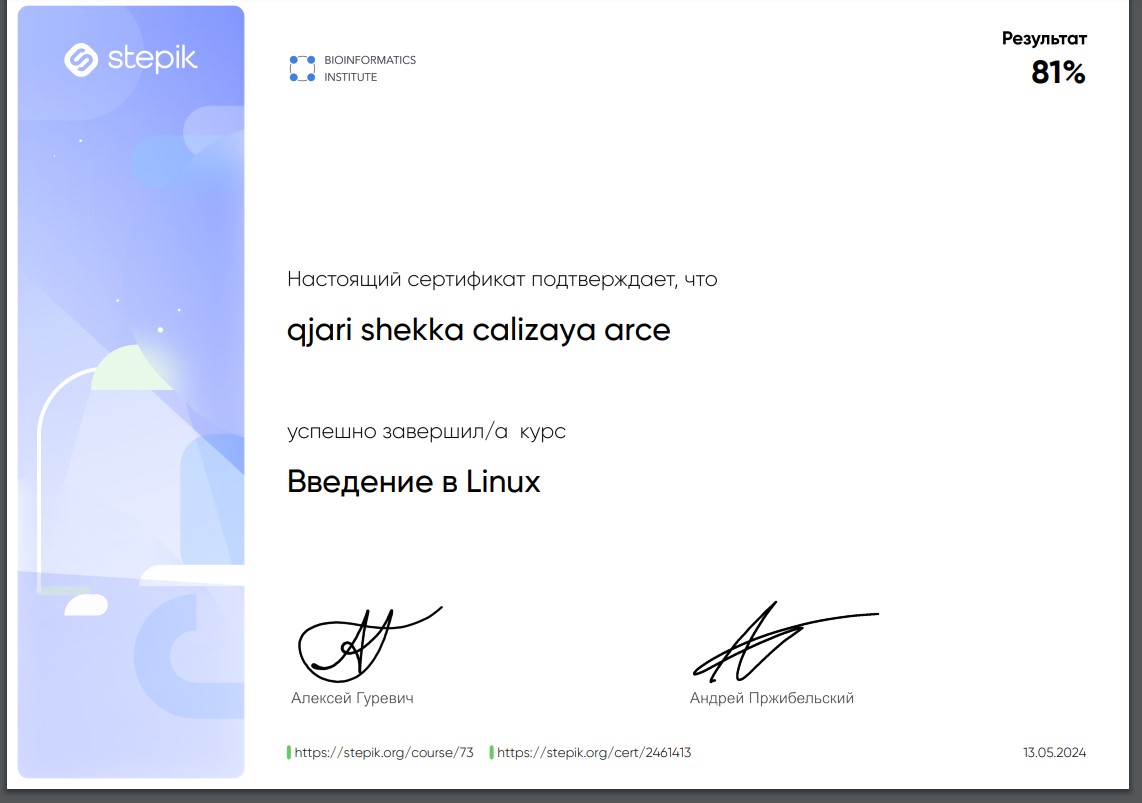 stepik
BIOINFORMATICS
INSTITUTE
Результат
81%
Настоящий сертификат подтверждает, что
qjari shekka calizaya arce
успешно завершил/а курс
Введение в Linux
Алексей Гуревич
Андрей Пржибельский
https://stepik.org/course/73
https://stepik.org/cert/2461413
13.05.2024